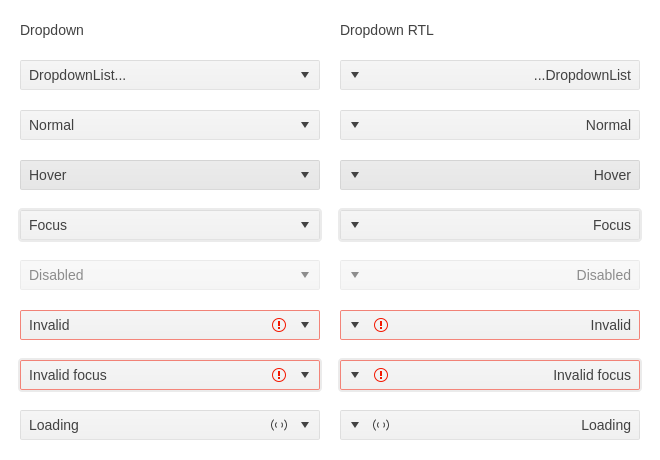 Dropdown
Dropdown RTL
DropdownList...
...DropdownList
Normal
Normal
Hover
Hover
Focus
Focus
Disabled
Disabled
Invalid
Invalid
Invalid focus
Invalid focus
Loading
Loading